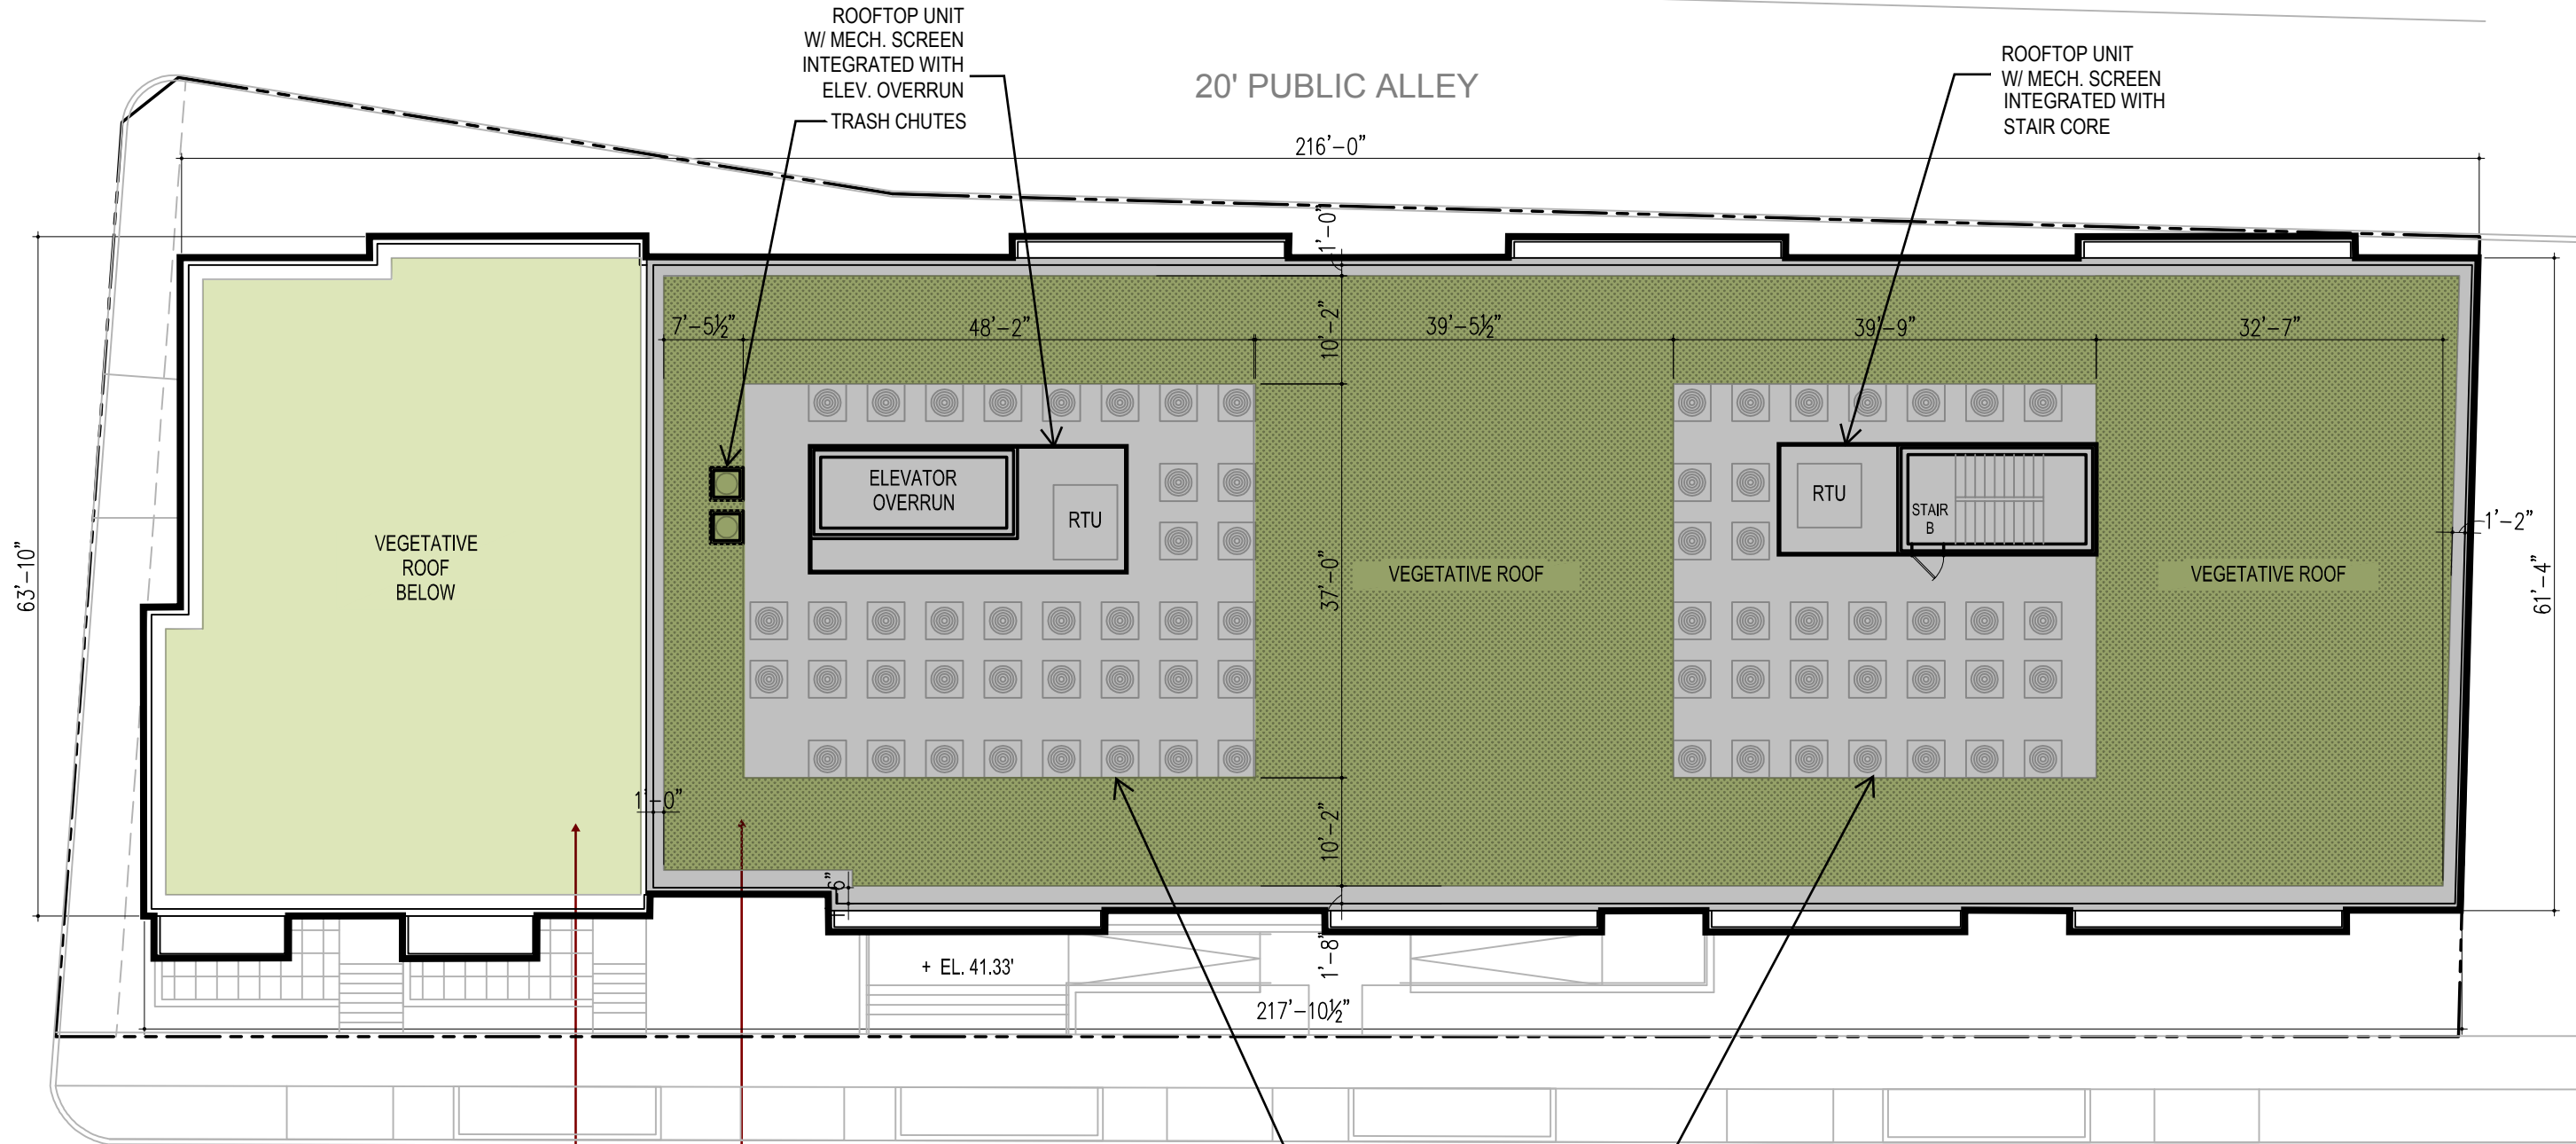 ROOFTOP UNIT
W/ MECH. SCREEN
INTEGRATED WITH
ELEV. OVERRUN
TRASH CHUTES
20' PUBLIC ALLEY
ROOFTOP UNIT
W/ MECH. SCREEN
INTEGRATED WITH
STAIR CORE
216'-0"
1'-0"
10'-2"
7'-5½"
48'-2"
39'-5½"
39'-9"
32'-7"
ELEVATOR
OVERRUN
RTU
RTU
STAIR
B
1'-2"
VEGETATIVE
ROOF
BELOW
VEGETATIVE ROOF
VEGETATIVE ROOF
63'-10"
37'-0"
61'-4"
1'-0"
10'-2"
1'-8"
+ EL. 41.33'
217'-10½"